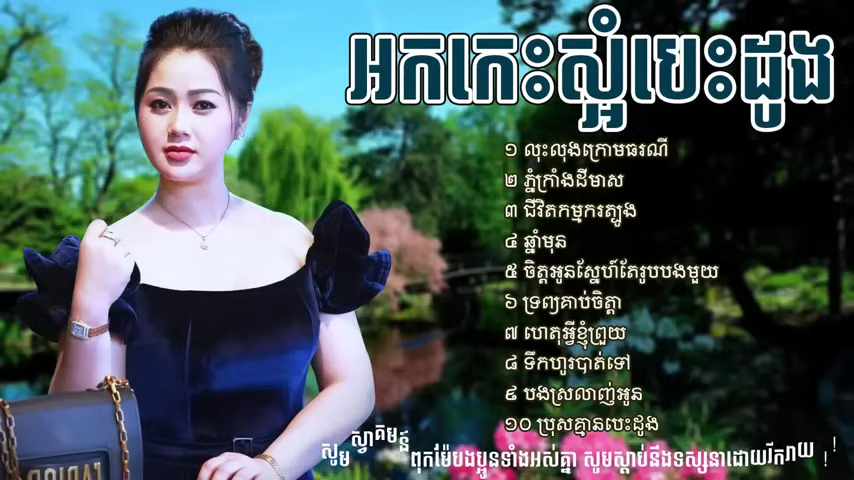 អកកេះស្អំបេះដូង
១ លុះលុងក្រោមធរណី
២ ភ្នំក្រាំងដីមាស
៣ ជីវិតកម្មករត្បូង
៤ ឆ្នាំមុន
៥ ចិត្តអូនស្នេហ៍តែរូបបងមួយ
៦ ទ្រព្យគាប់ចិត្តា
៧ ហេតុអ្វីខ្ញុំព្រួយ
៨ ទឹកហូរបាត់ទៅ
៩ បងស្រលាញ់អូន
១០ ប្រុសគ្មានបេះដូង
សូមស្វាគមន៍ ពុកម៉ែបងប្អូនទាំងអស់គ្នា សូមស្ដាប់នឹងទស្សនាដោយរីករាយ !!